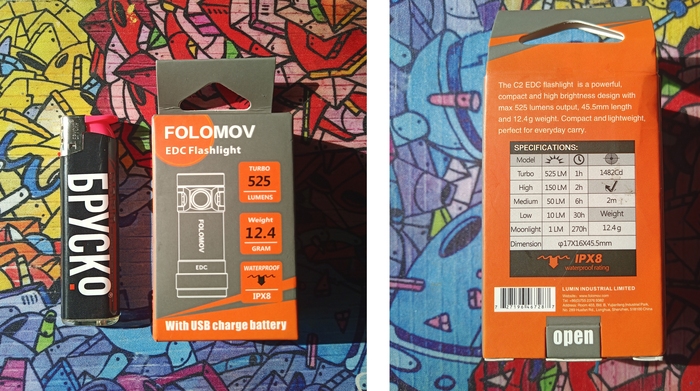 БРУСКО
FOLOMOV
EDC Flashlight
TURBO
525
LUMENS
Weight
12.4
GRAM
WATERPROOF
IPX8
FOLOMOV
EDC
With USB charge battery
The C2 EDC flashlight is a powerful,
compact and high brightness design with
max 525 lumens output, 45.5mm length
and 12.4g weight. Compact and lightweight,
perfect for everyday carry.
SPECIFICATIONS:
Model
Turbo 525 LM 1h 1482Cd
High 150 LM 2h
Medium 50 LM 6h 2m
Low 10 LM 30h Weight
Moonlight 1 LM 270h 12.4g
Dimension φ17X16X45.5mm
IPX8
waterproof rating
LUMIN INDUSTRIAL LIMITED
open